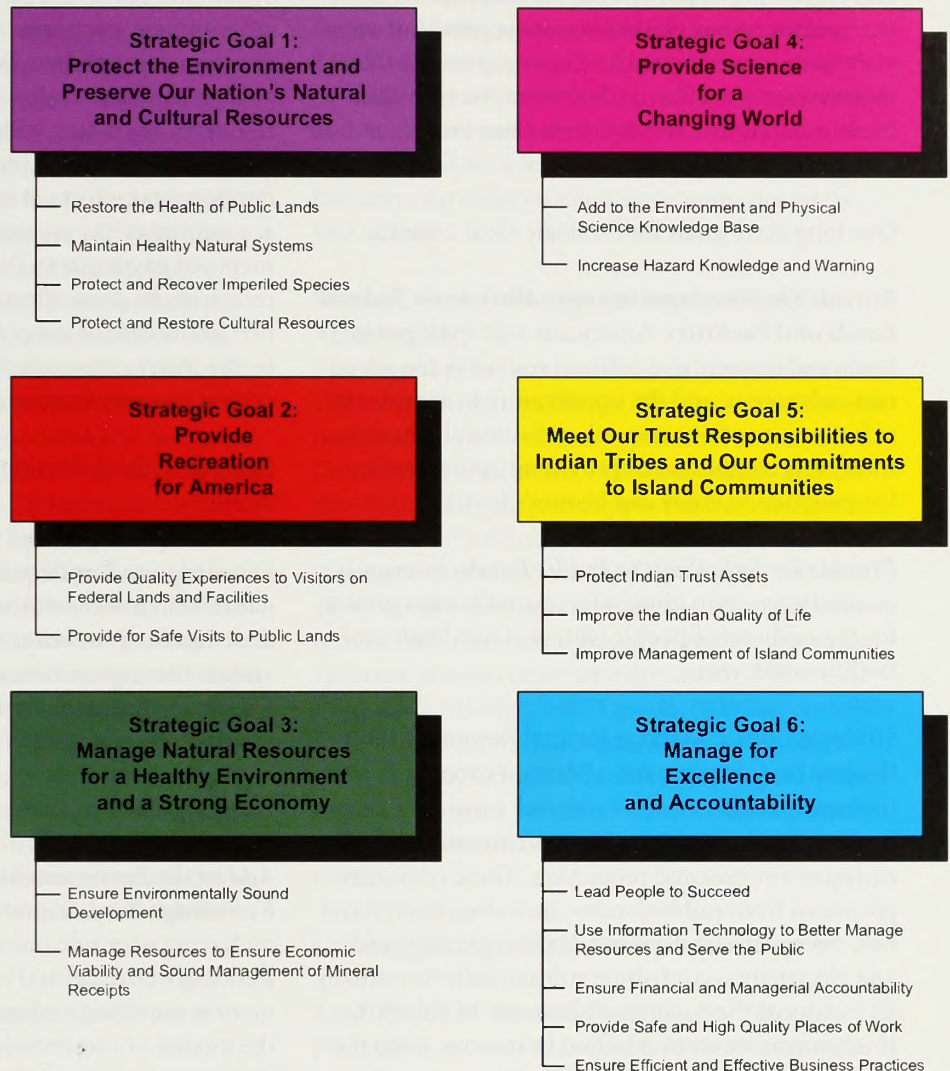 Strategic Goal 1:
Protect the Environment and
Preserve Our Nation's Natural
and Cultural Resources
Restore the Health of Public Lands
Maintain Healthy Natural Systems
Protect and Recover Imperiled Species
Protect and Restore Cultural Resources
Strategic Goal 2:
Provide
Recreation
for America
Provide Quality Experiences to Visitors on
Federal Lands and Facilities
Provide for Safe Visits to Public Lands
Strategic Goal 3:
Manage Natural Resources
for a Healthy Environment
and a Strong Economy
Ensure Environmentally Sound
Development
Manage Resources to Ensure Economic
Viability and Sound Management of Mineral
Receipts
Strategic Goal 4:
Provide Science
for a
Changing World
Add to the Environment and Physical
Science Knowledge Base
Increase Hazard Knowledge and Warning
Strategic Goal 5:
Meet Our Trust Responsibilities to
Indian Tribes and Our Commitments
to Island Communities
Protect Indian Trust Assets
Improve the Indian Quality of Life
Improve Management of Island Communities
Strategic Goal 6:
Manage for
Excellence
and Accountability
Lead People to Succeed
Use Information Technology to Better Manage
Resources and Serve the Public
Ensure Financial and Managerial Accountability
Provide Safe and High Quality Places of Work
Ensure Efficient and Effective Business Practices